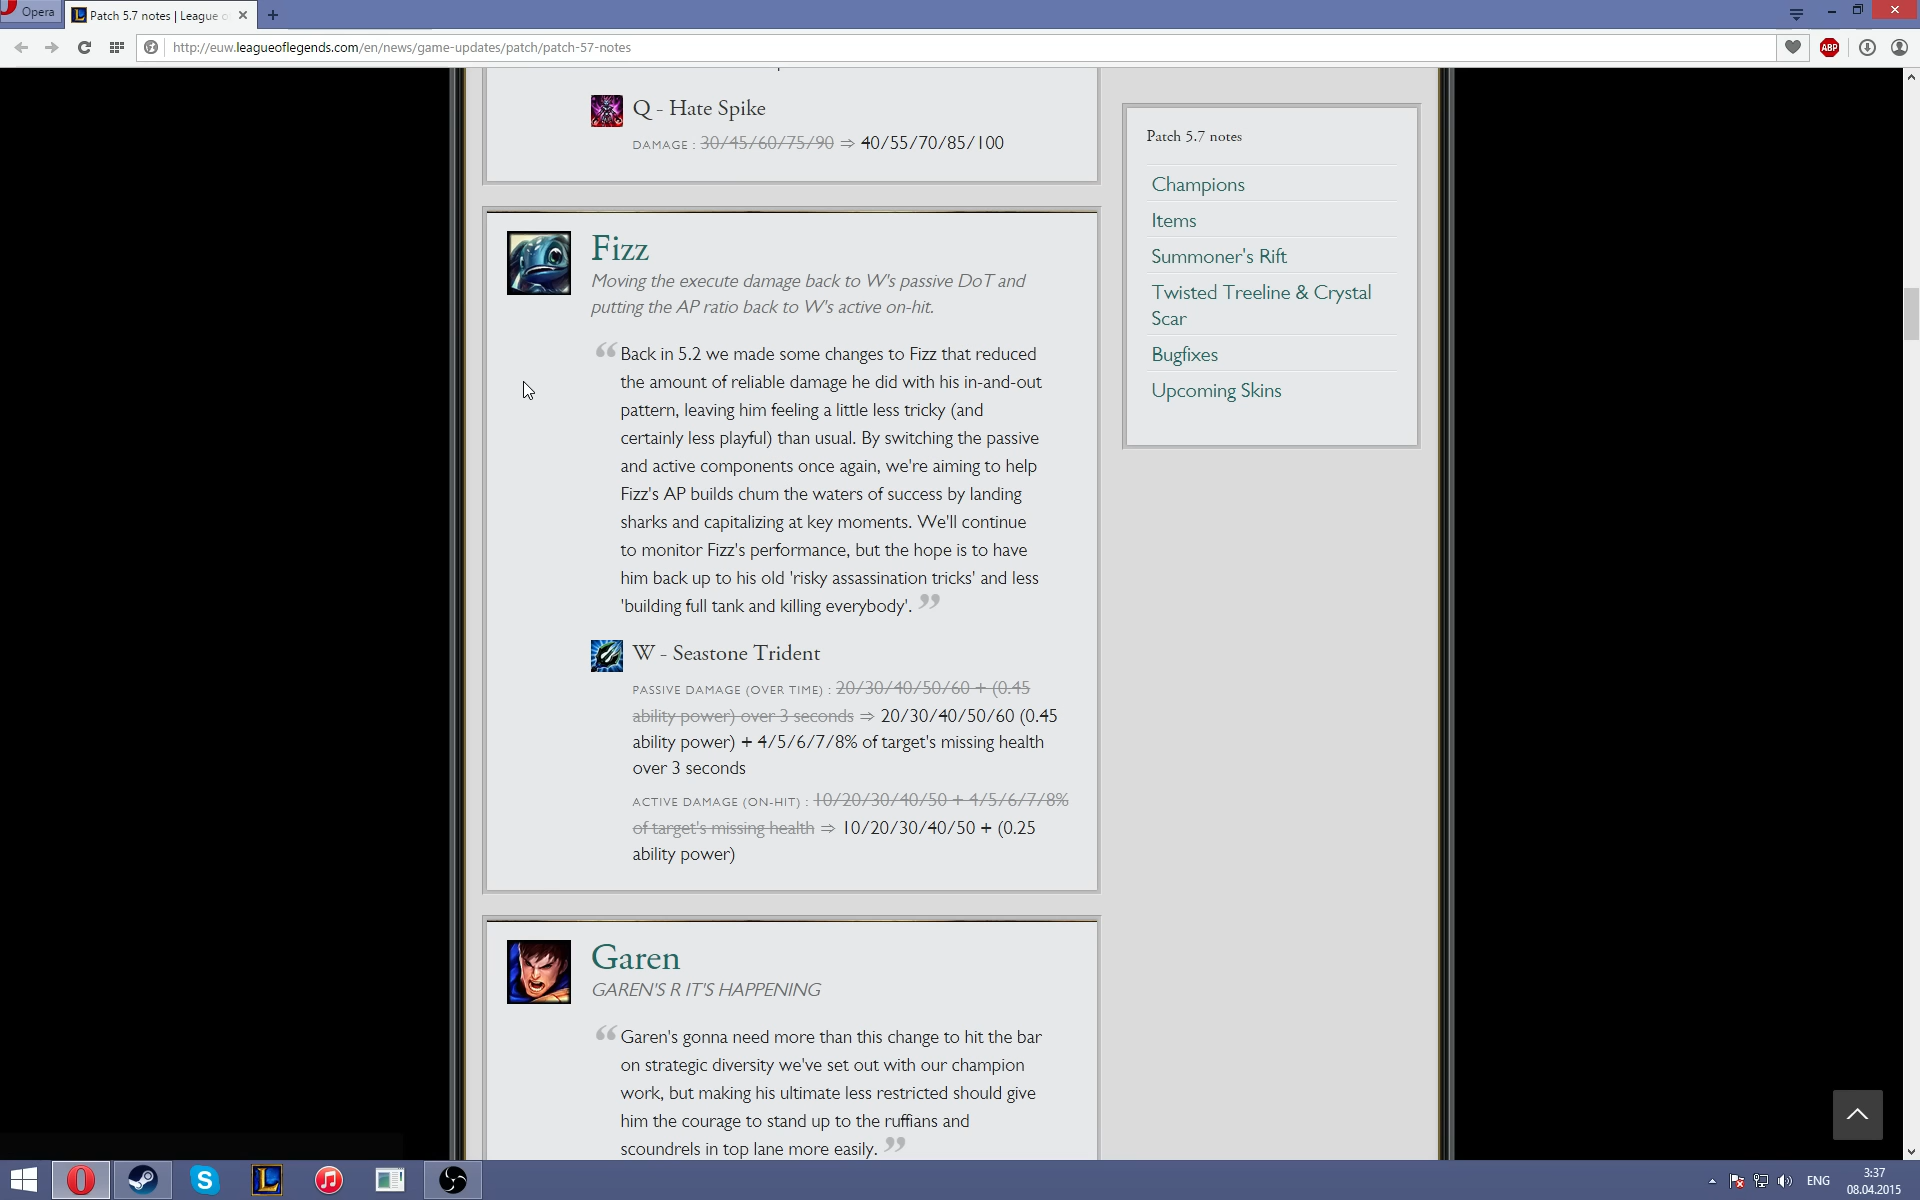 Opera
Patch 5.7 notes | League o
http://euw.leagueoflegends.com/en/news/game-updates/patch/patch-57-notes
ABP
Q - Hate Spike
DAMAGE : 30/45/60/75/90 ⇒ 40/55/70/85/100
Fizz
Moving the execute damage back to W's passive DoT and
putting the AP ratio back to W's active on-hit.
“ Back in 5.2 we made some changes to Fizz that reduced
the amount of reliable damage he did with his in-and-out
pattern, leaving him feeling a little less tricky (and
certainly less playful) than usual. By switching the passive
and active components once again, we're aiming to help
Fizz's AP builds chum the waters of success by landing
sharks and capitalizing at key moments. We'll continue
to monitor Fizz's performance, but the hope is to have
him back up to his old 'risky assassination tricks' and less
'building full tank and killing everybody'. ”
W - Seastone Trident
PASSIVE DAMAGE (OVER TIME) : 20/30/40/50/60 + (0.45
ability power) over 3 seconds ⇒ 20/30/40/50/60 (0.45
ability power) + 4/5/6/7/8% of target's missing health
over 3 seconds
ACTIVE DAMAGE (ON-HIT) : 10/20/30/40/50 + 4/5/6/7/8%
of target's missing health ⇒ 10/20/30/40/50 + (0.25
ability power)
Garen
GAREN'S R IT'S HAPPENING
“ Garen's gonna need more than this change to hit the bar
on strategic diversity we've set out with our champion
work, but making his ultimate less restricted should give
him the courage to stand up to the ruffians and
scoundrels in top lane more easily. ”
Patch 5.7 notes
Champions
Items
Summoner's Rift
Twisted Treeline & Crystal
Scar
Bugfixes
Upcoming Skins
ENG
3:37
08.04.2015